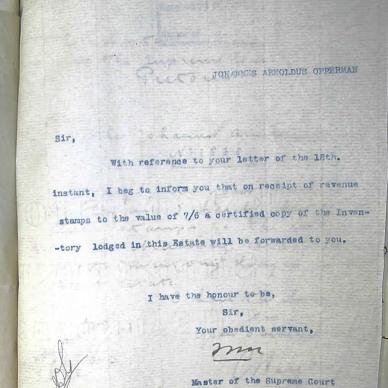 JOHANNES ARNOLDUS OPPERMAN
Sir,
With reference to your letter of the 18th.
instant, I beg to inform you that on receipt of revenue
stamps to the value of 7/6 a certified copy of the Inven-
-tory lodged in this Estate will be forwarded to you.
I have the honour to be,
Sir,
Your obedient servant,
Master of the Supreme Court